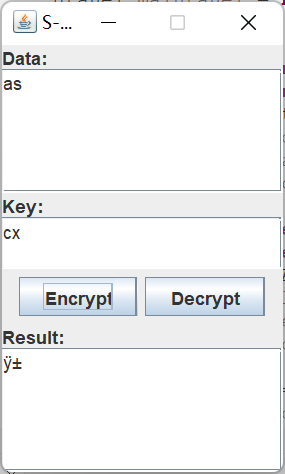 S-...
Data:
as
Key:
cx
Encrypt
Decrypt
Result:
ÿ±